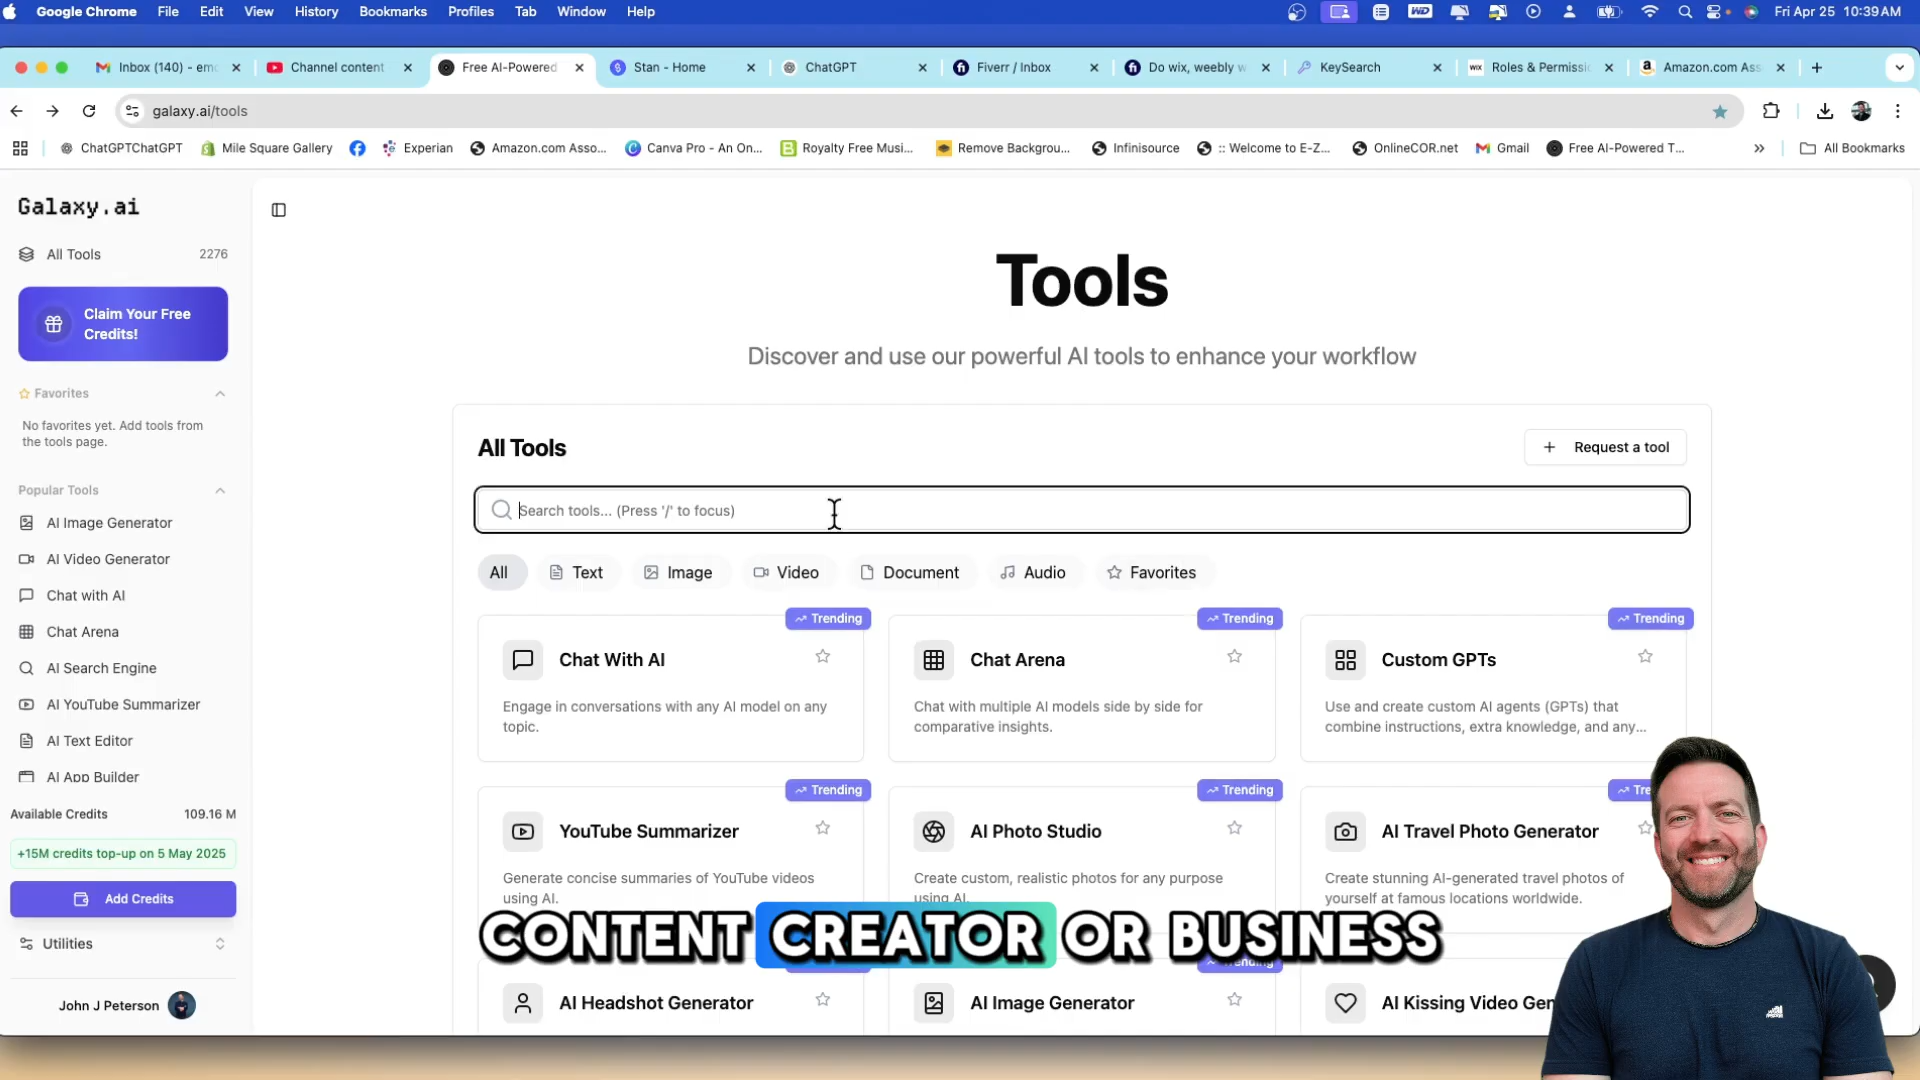 Google Chrome File Edit View History Bookmarks Profiles Tab Window Help
WD
Fri Apr 25 10:39 AM
Inbox (140) - em
Channel content
Free AI-Powered
Stan - Home
ChatGPT
Fiverr / Inbox
Do wix, weebly w
KeySearch
WIX Roles & Permissi
Amazon.com Ass
galaxy.ai/tools
ChatGPTChatGPT
Mile Square Gallery
Experian
Amazon.com Asso...
Canva Pro - An On...
Royalty Free Musi...
Remove Backgrou...
Infinisource
:: Welcome to E-Z...
OnlineCOR.net
Gmail
Free AI-Powered T...
All Bookmarks
Galaxy.ai
All Tools 2276
Claim Your Free
Credits!
Favorites
No favorites yet. Add tools from
the tools page.
Popular Tools
AI Image Generator
AI Video Generator
Chat with AI
Chat Arena
AI Search Engine
AI YouTube Summarizer
AI Text Editor
AI App Builder
Available Credits 109.16 M
+15M credits top-up on 5 May 2025
Add Credits
Utilities
John J Peterson
Tools
Discover and use our powerful AI tools to enhance your workflow
All Tools
+ Request a tool
Search tools... (Press '/' to focus)
All Text Image Video Document Audio Favorites
Trending
Chat With AI
Engage in conversations with any AI model on any
topic.
Trending
Chat Arena
Chat with multiple AI models side by side for
comparative insights.
Trending
Custom GPTs
Use and create custom AI agents (GPTs) that
combine instructions, extra knowledge, and any...
Trending
YouTube Summarizer
Generate concise summaries of YouTube videos
using AI.
Trending
AI Photo Studio
Create custom, realistic photos for any purpose
using AI.
Tre
AI Travel Photo Generator
Create stunning AI-generated travel photos of
yourself at famous locations worldwide.
CONTENT CREATOR OR BUSINESS
Trending
AI Headshot Generator
AI Image Generator
AI Kissing Video Gen